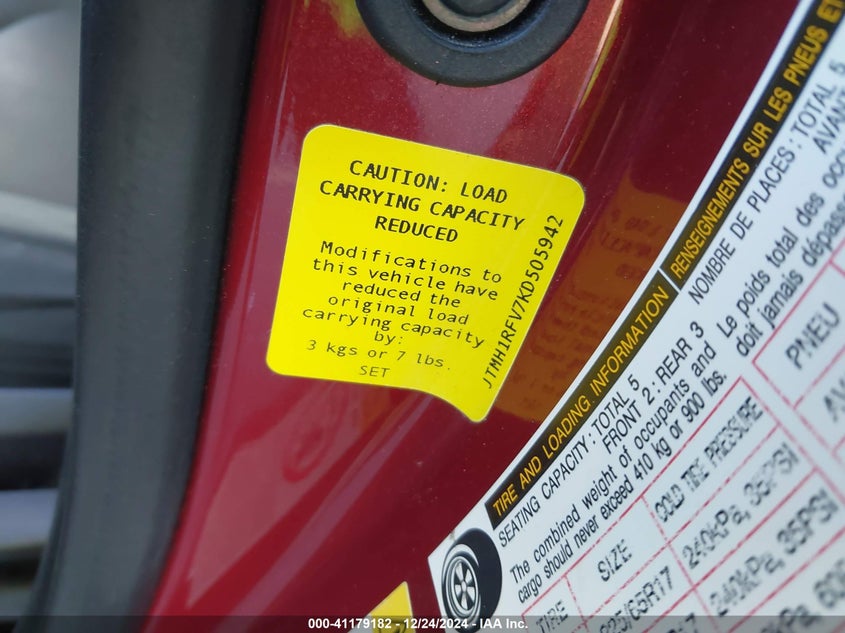 CAUTION: LOAD
CARRYING CAPACITY
REDUCED
Modifications to
this vehicle have
reduced the
original load
carrying capacity
by:
3 kgs or 7 lbs.
SET
JTMH1RFV7KD505942
TIRE AND LOADING INFORMATION
RENSEIGNEMENTS SUR LES PNEUS ET
SEATING CAPACITY: TOTAL 5
FRONT 2: REAR 3
NOMBRE DE PLACES: TOTAL 5
AVANT
The combined weight of occupants and
cargo should never exceed 410 kg or 900 lbs.
Le poids total des
doit jamais
TIRE
SIZE
COLD TIRE PRESSURE
PNEU
240kPa, 35PSI
240kPa, 35PSI
000-41179182 - 12/24/2024 - IAA Inc.